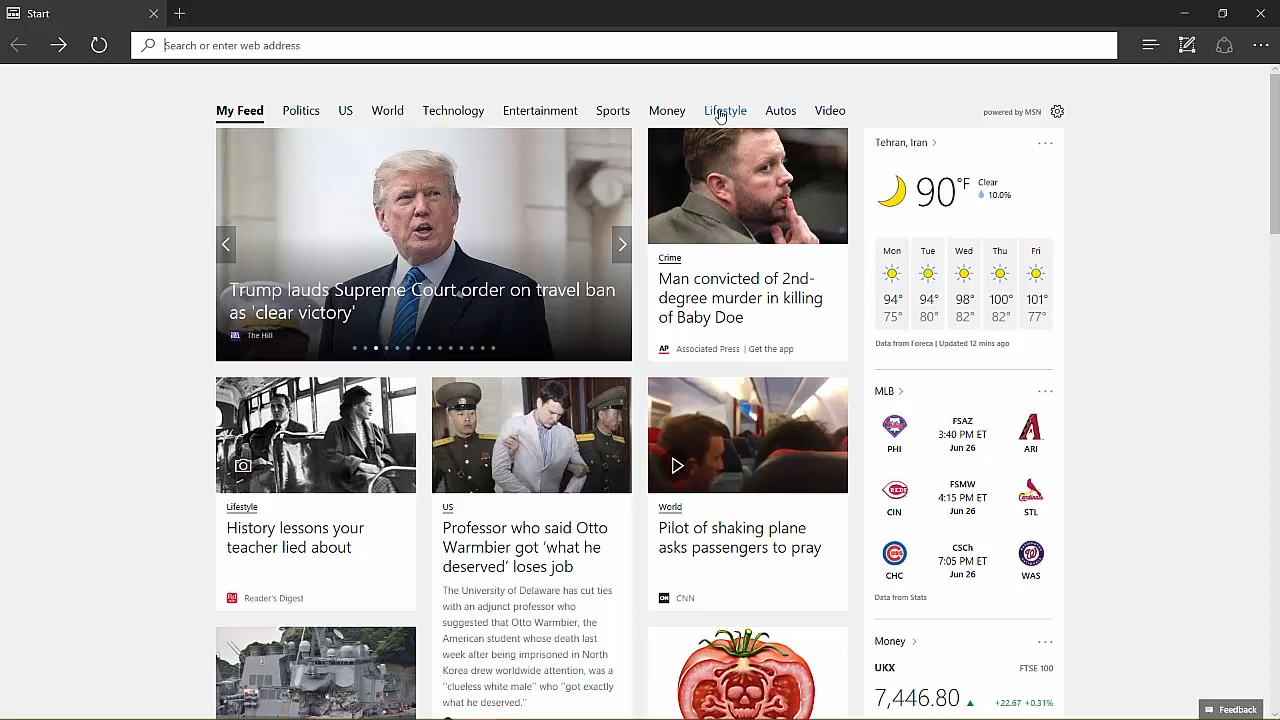 Start
Search or enter web address
My Feed Politics US World Technology Entertainment Sports Money Lifestyle Autos Video
powered by MSN
Trump lauds Supreme Court order on travel ban
as 'clear victory'
The Hill
Crime
Man convicted of 2nd-
degree murder in killing
of Baby Doe
AP Associated Press | Get the app
Tehran, Iran
90°F
Clear
10.0%
Mon Tue Wed Thu Fri
94° 94° 98° 100° 101°
75° 80° 82° 82° 77°
Data from Foreca | Updated 12 mins ago
MLB
FSAZ
3:40 PM ET
PHI Jun 26 ARI
FSMW
4:15 PM ET
CIN Jun 26 STL
CSCh
7:05 PM ET
CHC Jun 26 WAS
Data from Stats
Money
UKX FTSE 100
7,446.80 +22.67 +0.31%
Lifestyle
History lessons your
teacher lied about
Rd Reader's Digest
US
Professor who said Otto
Warmbier got 'what he
deserved' loses job
The University of Delaware has cut ties
with an adjunct professor who
suggested that Otto Warmbier, the
American student whose death last
week after being imprisoned in North
Korea drew worldwide attention, was a
"clueless white male" who "got exactly
what he deserved."
World
Pilot of shaking plane
asks passengers to pray
CNN CNN
Feedback